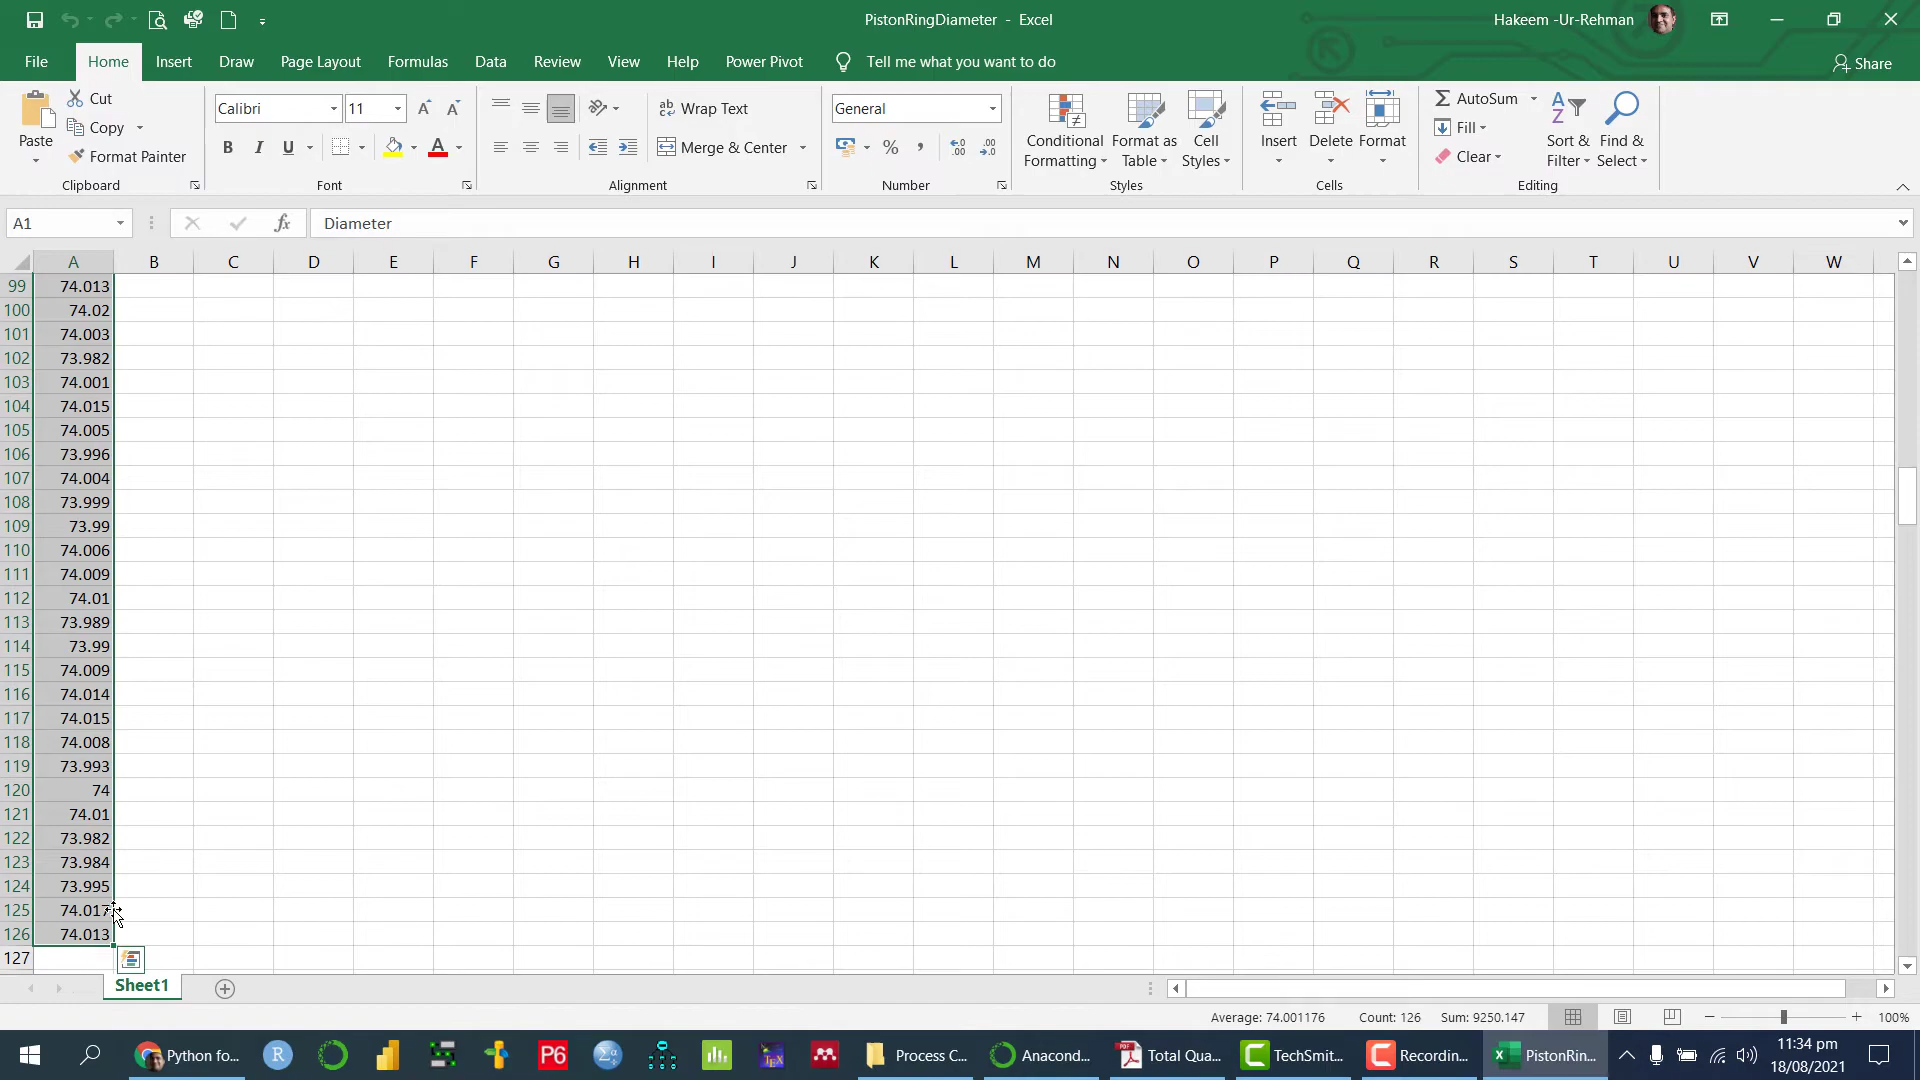 PistonRingDiameter - Excel
Hakeem -Ur-Rehman
File Home Insert Draw Page Layout Formulas Data Review View Help Power Pivot Tell me what you want to do Share
Paste
Cut
Copy
Format Painter
Clipboard
Calibri 11
B I U
Font
Wrap Text
Merge & Center
Alignment
General
Number
Conditional Formatting
Format as Table
Cell Styles
Styles
Insert
Delete
Format
Cells
AutoSum
Fill
Clear
Sort & Filter
Find & Select
Editing
A1 fx Diameter
A B C D E F G H I J K L M N O P Q R S T U V W
99 74.013
100 74.02
101 74.003
102 73.982
103 74.001
104 74.015
105 74.005
106 73.996
107 74.004
108 73.999
109 73.99
110 74.006
111 74.009
112 74.01
113 73.989
114 73.99
115 74.009
116 74.014
117 74.015
118 74.008
119 73.993
120 74
121 74.01
122 73.982
123 73.984
124 73.995
125 74.017
126 74.013
127
Sheet1
Average: 74.001176 Count: 126 Sum: 9250.147 100%
Python fo... Process C... Anacond... Total Qua... TechSmit... Recordin... PistonRin...
11:34 pm
18/08/2021